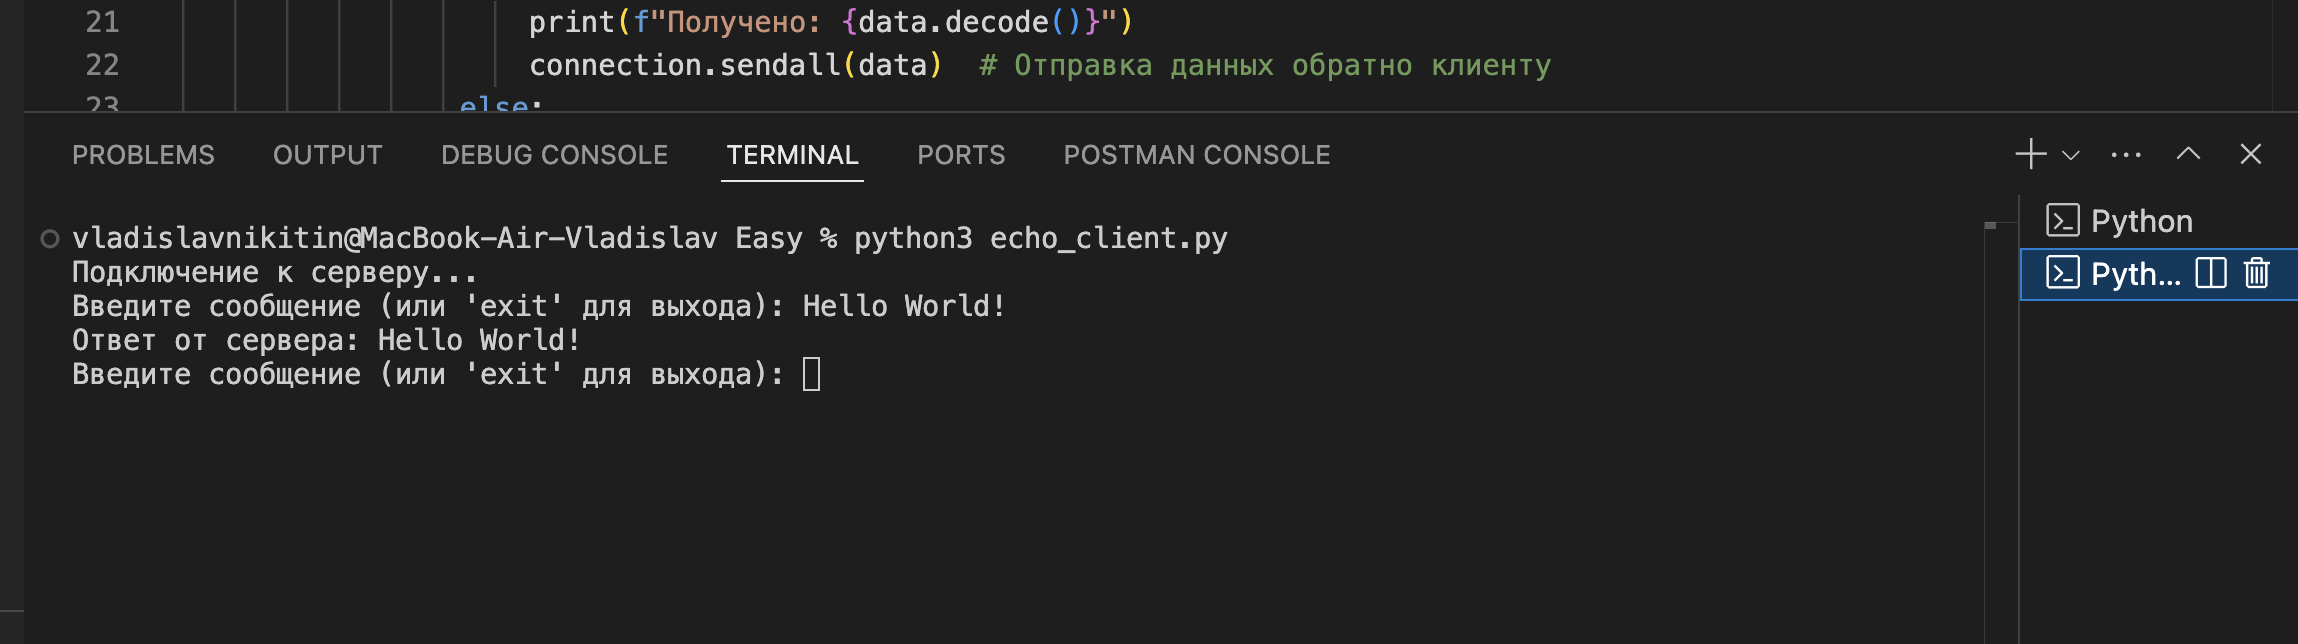 21 print(f"Получено: {data.decode()}")
22 connection.sendall(data)  # Отправка данных обратно клиенту
23 else:
PROBLEMS OUTPUT DEBUG CONSOLE TERMINAL PORTS POSTMAN CONSOLE
vladislavnikitin@MacBook-Air-Vladislav Easy % python3 echo_client.py
Подключение к серверу...
Введите сообщение (или 'exit' для выхода): Hello World!
Ответ от сервера: Hello World!
Введите сообщение (или 'exit' для выхода):
Python
Pyth...